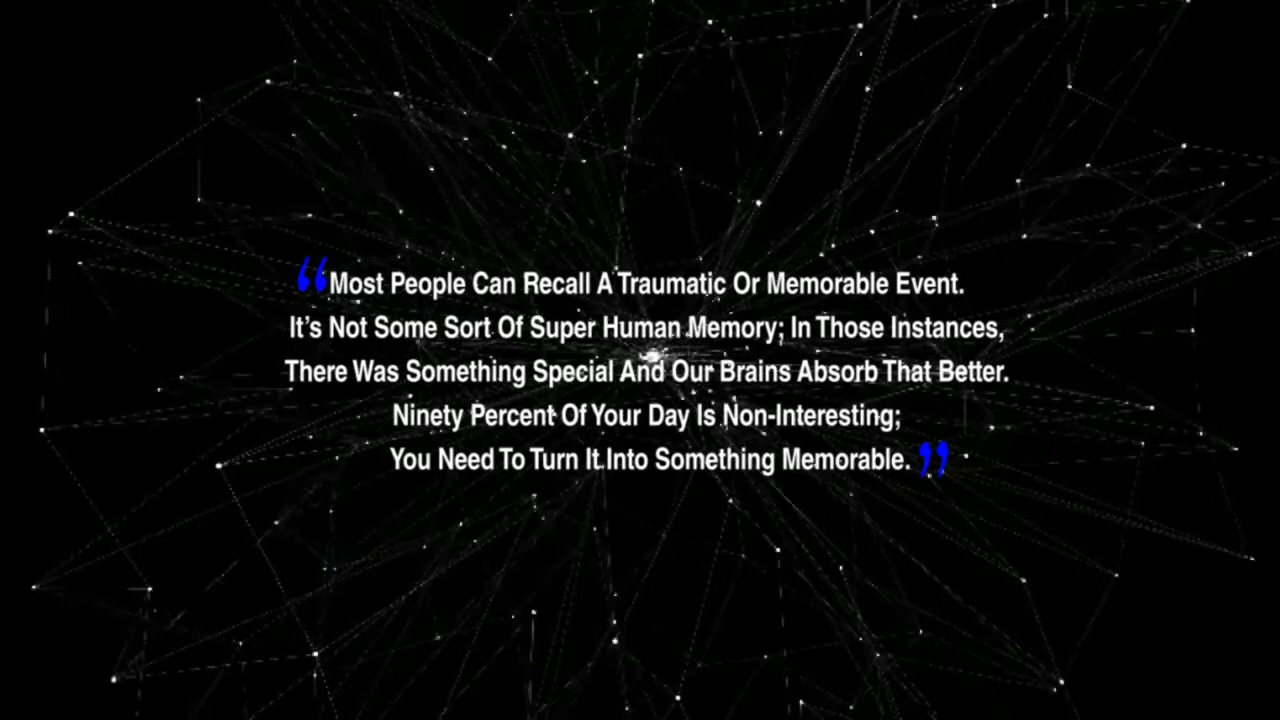 “Most People Can Recall A Traumatic Or Memorable Event.
It’s Not Some Sort Of Super Human Memory; In Those Instances,
There Was Something Special And Our Brains Absorb That Better.
Ninety Percent Of Your Day Is Non-Interesting;
You Need To Turn It Into Something Memorable.”